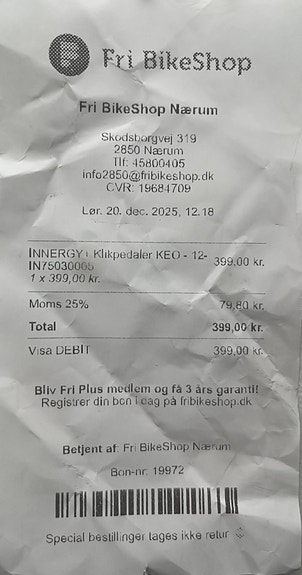 Fri BikeShop
Fri BikeShop Nærum
Skodsborgvej 319
2850 Nærum
Tlf: 45800405
info2850@fribikeshop.dk
CVR: 19684709
Lør. 20. dec. 2025, 12.18
INNERGY+ Klikpedaler KEO - 12- 399,00 kr.
IN75030065
1 x 399,00 kr.
Moms 25% 79,80 kr.
Total 399,00 kr.
Visa DEBIT 399,00 kr.
Bliv Fri Plus medlem og få 3 års garanti!
Registrer din bon i dag på fribikeshop.dk
Betjent af: Fri BikeShop Nærum
Bon-nr: 19972
Special bestillinger tages ikke retur